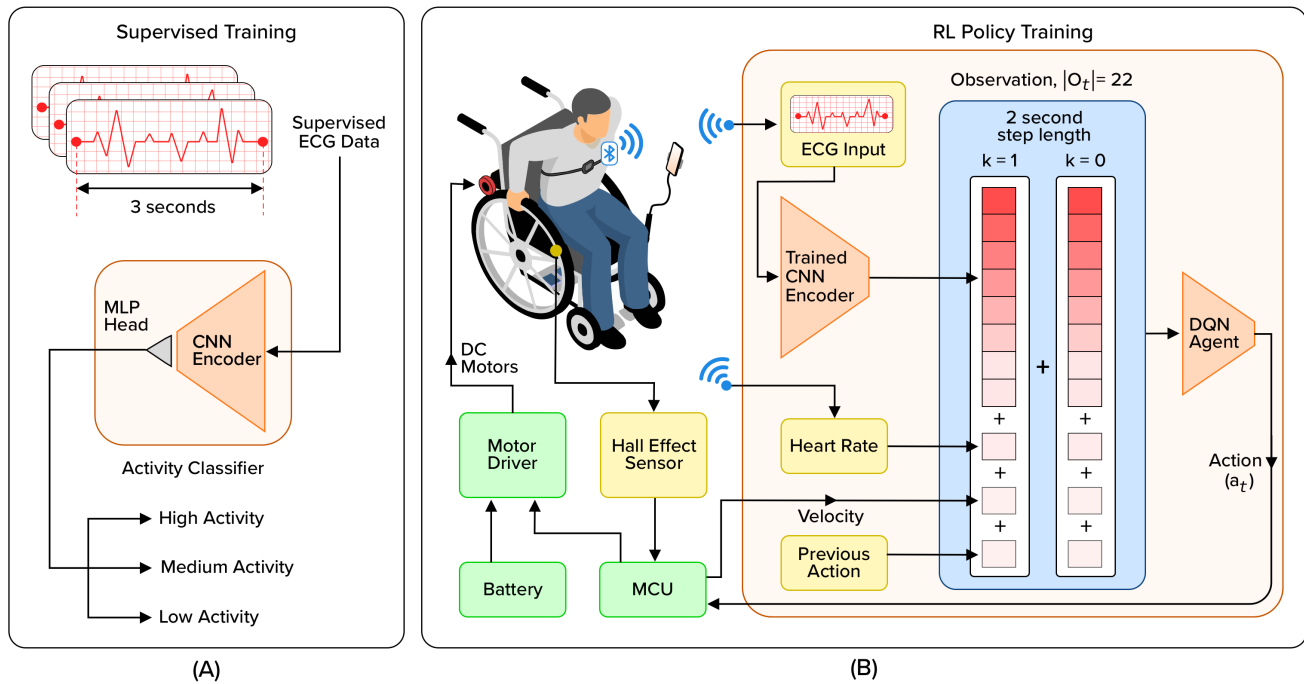 Supervised Training
Supervised
ECG Data
3 seconds
MLP
Head
CNN
Encoder
Activity Classifier
High Activity
Medium Activity
Low Activity
(A)
RL Policy Training
Observation, |Oₜ|= 22
ECG Input
2 second
step length
k = 1
k = 0
Trained
CNN
Encoder
DQN
Agent
+
+
+
+
+
+
+
DC
Motors
Motor
Driver
Hall Effect
Sensor
Heart Rate
Velocity
Previous
Action
Battery
MCU
Action
(aₜ)
(B)